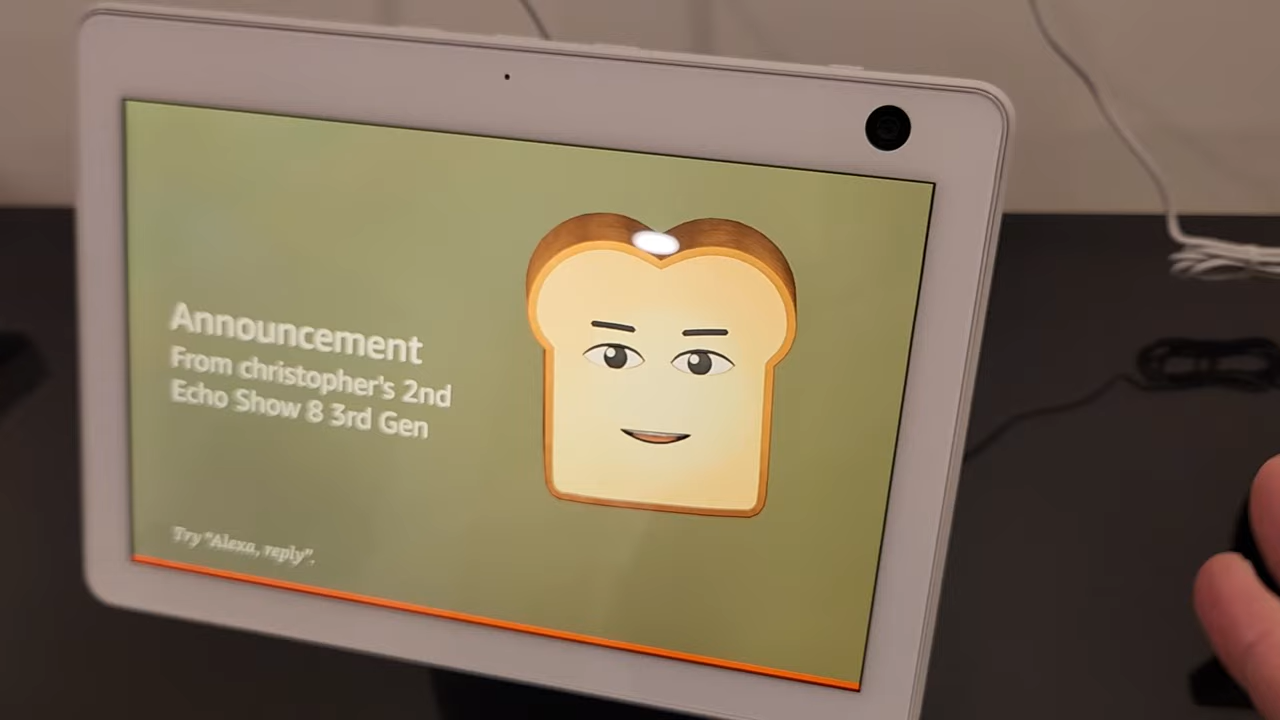 Announcement
From christopher's 2nd
Echo Show 8 3rd Gen
Try "Alexa, reply".